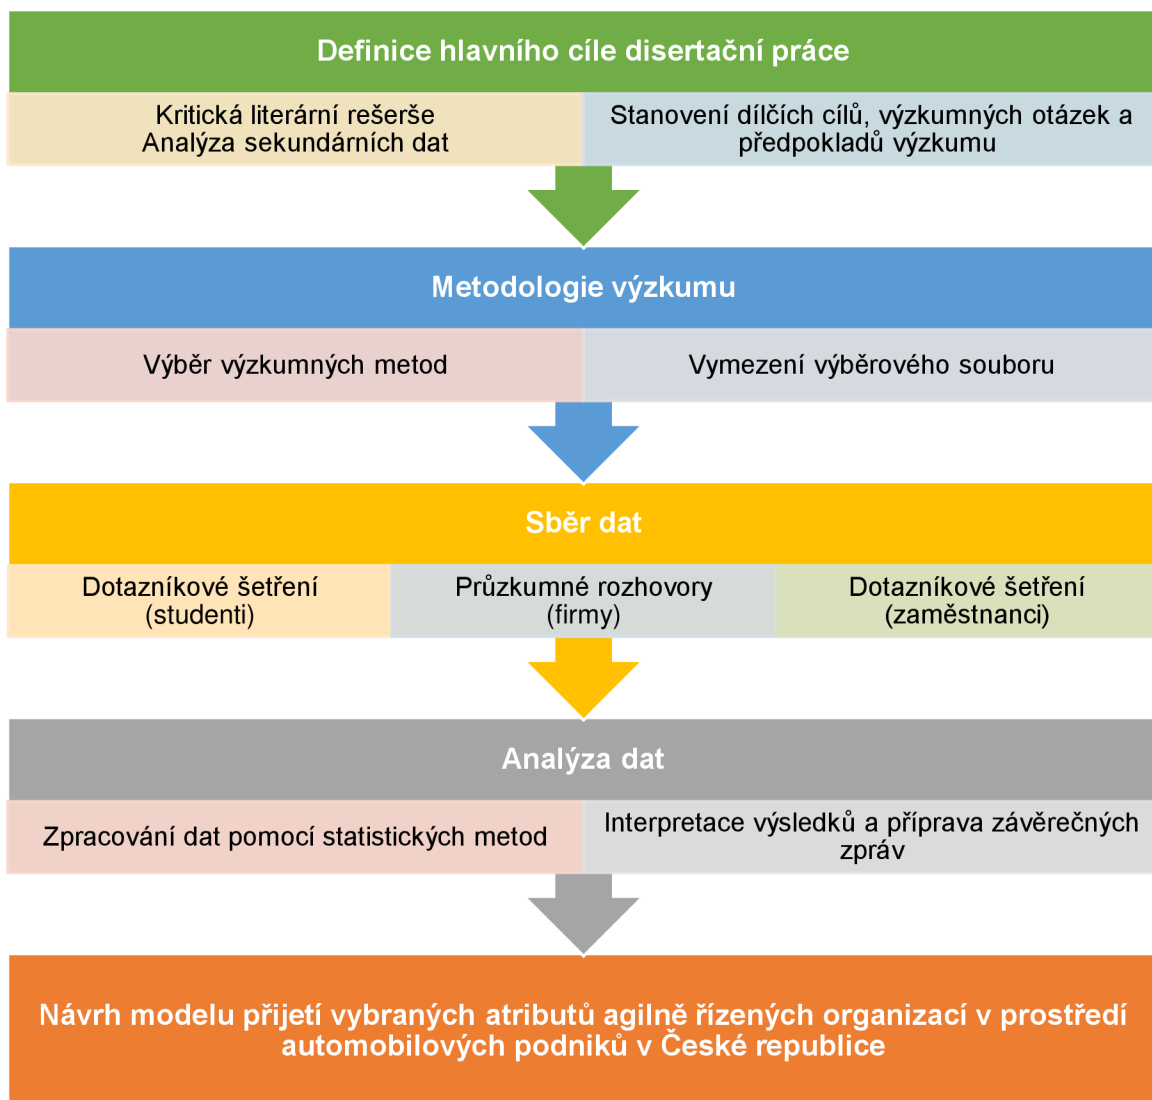 Definice hlavního cíle disertační práce
Kritická literární rešerše
Analýza sekundárních dat
Stanovení dílčích cílů, výzkumných otázek a
předpokladů výzkumu
Metodologie výzkumu
Výběr výzkumných metod
Vymezení výběrového souboru
Sběr dat
Dotazníkové šetření
(studenti)
Průzkumné rozhovory
(firmy)
Dotazníkové šetření
(zaměstnanci)
Analýza dat
Zpracování dat pomocí statistických metod
Interpretace výsledků a příprava závěrečných
zpráv
Návrh modelu přijetí vybraných atributů agilně řízených organizací v prostředí
automobilových podniků v České republice